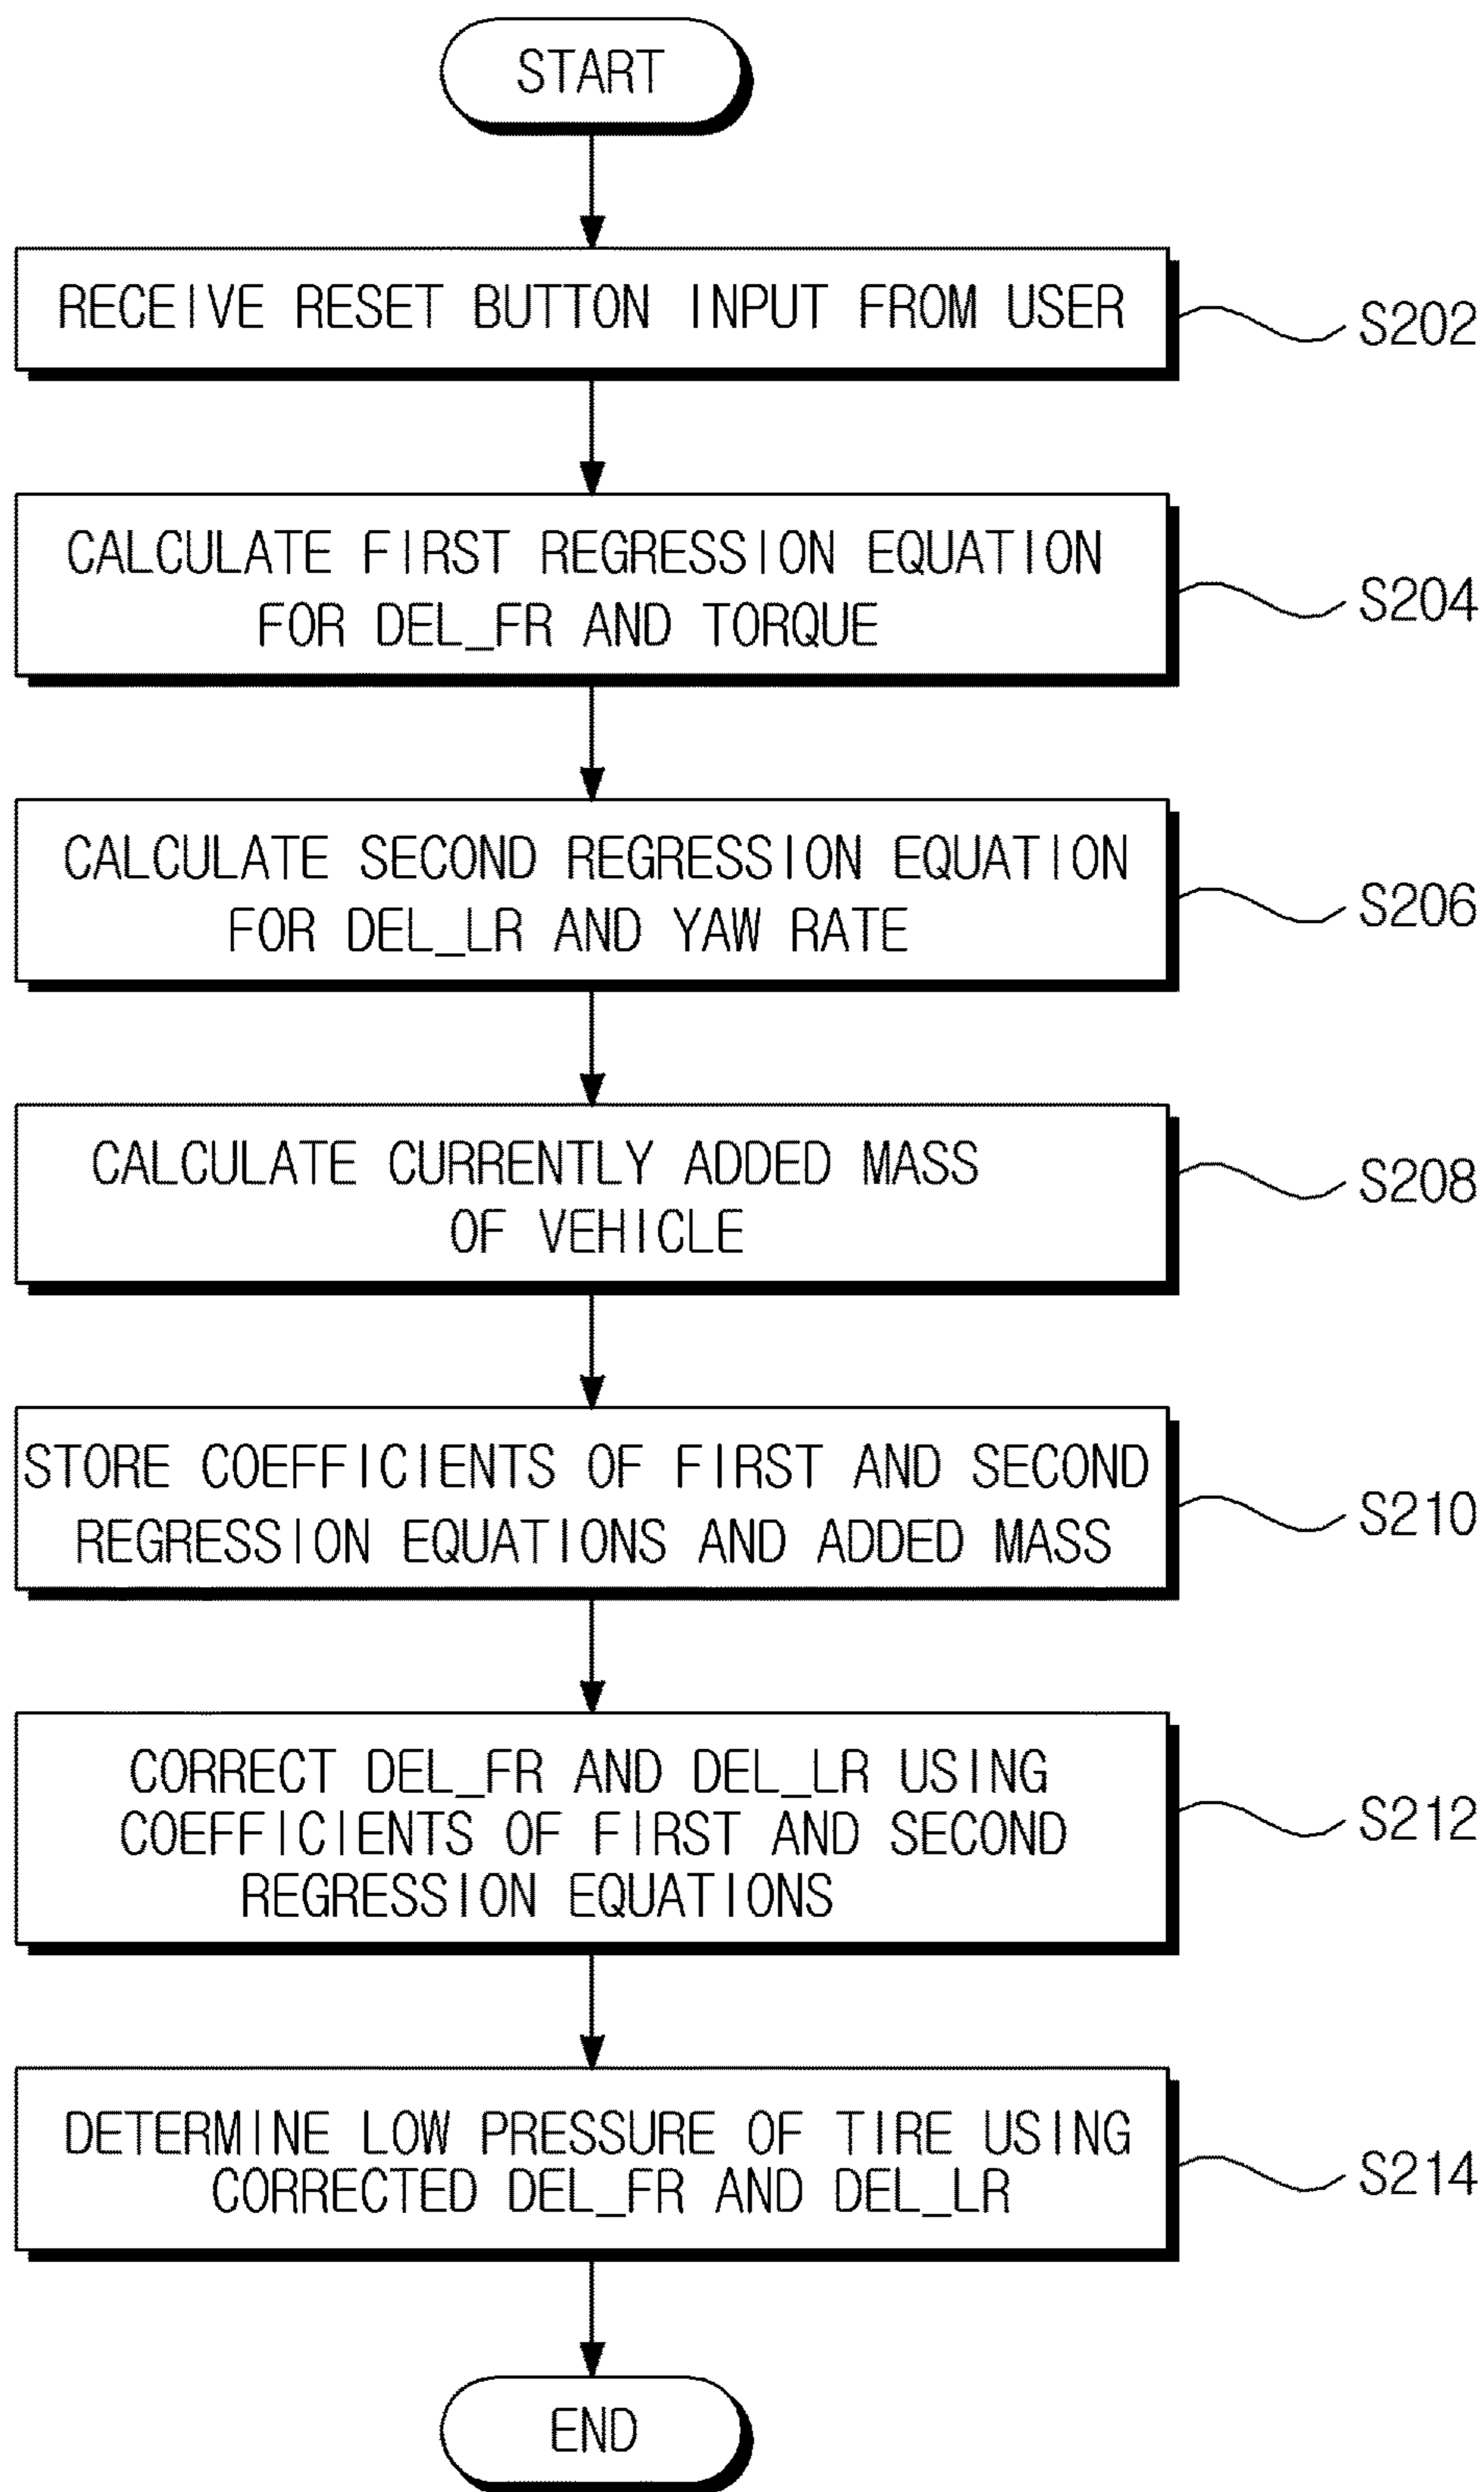 START
RECEIVE RESET BUTTON INPUT FROM USER
S202
CALCULATE FIRST REGRESSION EQUATION
FOR DEL_FR AND TORQUE
S204
CALCULATE SECOND REGRESSION EQUATION
FOR DEL_LR AND YAW RATE
S206
CALCULATE CURRENTLY ADDED MASS
OF VEHICLE
S208
STORE COEFFICIENTS OF FIRST AND SECOND
REGRESSION EQUATIONS AND ADDED MASS
S210
CORRECT DEL_FR AND DEL_LR USING
COEFFICIENTS OF FIRST AND SECOND
REGRESSION EQUATIONS
S212
DETERMINE LOW PRESSURE OF TIRE USING
CORRECTED DEL_FR AND DEL_LR
S214
END